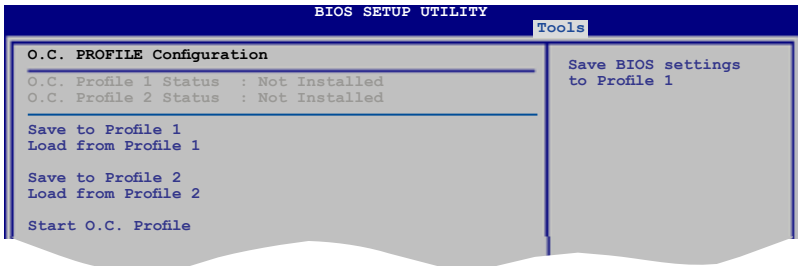 BIOS SETUP UTILITY
Tools
O.C. PROFILE Configuration
O.C. Profile 1 Status : Not Installed
O.C. Profile 2 Status : Not Installed
Save to Profile 1
Load from Profile 1
Save to Profile 2
Load from Profile 2
Start O.C. Profile
Save BIOS settings
to Profile 1